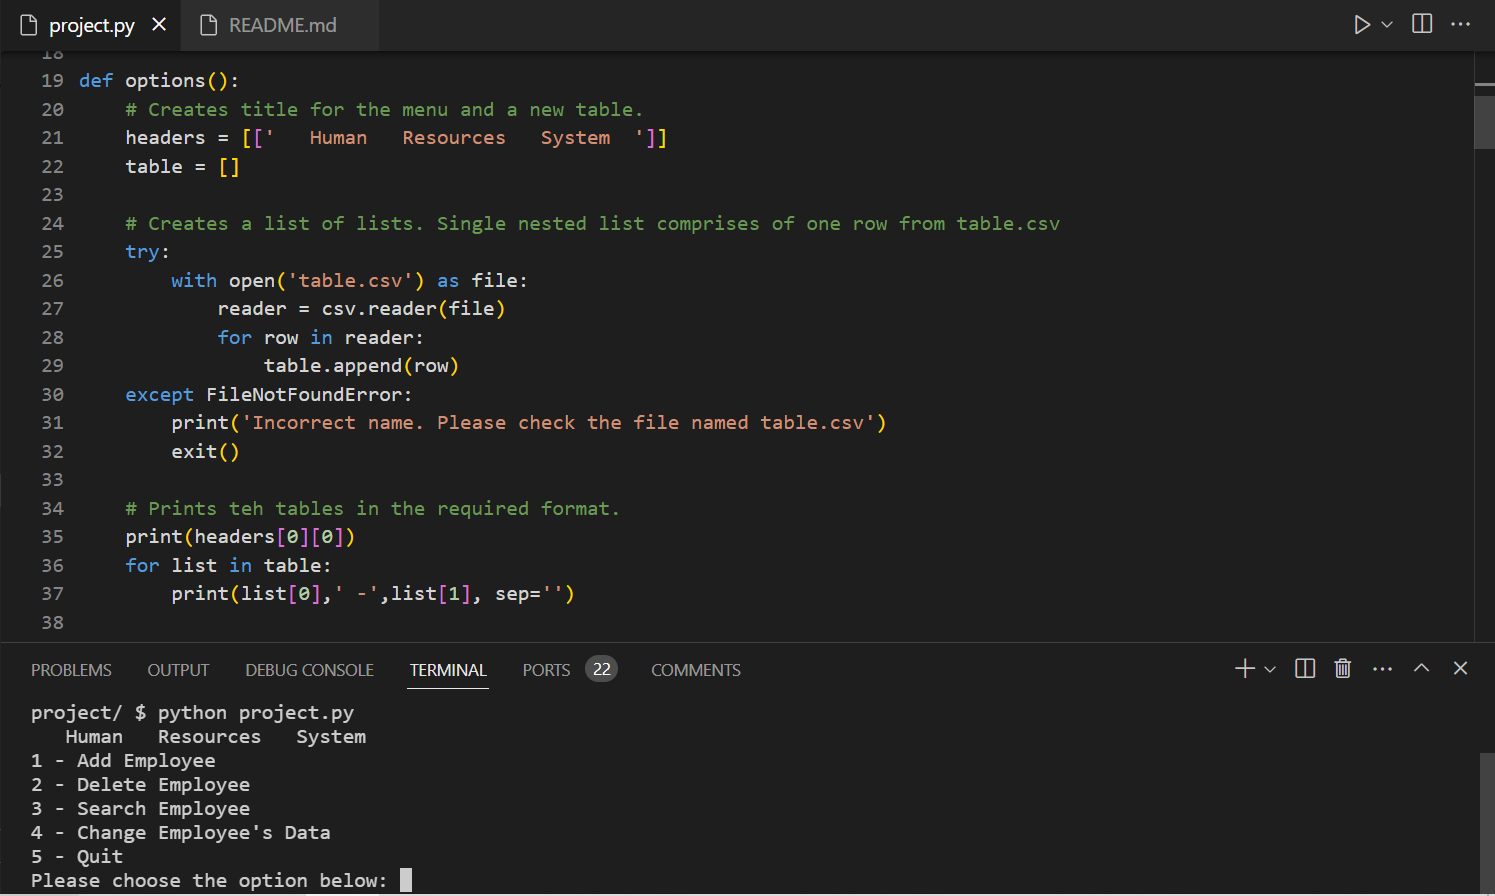 project.py README.md
18
19 def options():
20     # Creates title for the menu and a new table.
21     headers = [['   Human   Resources   System  ']]
22     table = []
23
24     # Creates a list of lists. Single nested list comprises of one row from table.csv
25     try:
26         with open('table.csv') as file:
27             reader = csv.reader(file)
28             for row in reader:
29                 table.append(row)
30     except FileNotFoundError:
31         print('Incorrect name. Please check the file named table.csv')
32         exit()
33
34     # Prints teh tables in the required format.
35     print(headers[0][0])
36     for list in table:
37         print(list[0],' -',list[1], sep='')
38
PROBLEMS OUTPUT DEBUG CONSOLE TERMINAL PORTS 22 COMMENTS
project/ $ python project.py
   Human   Resources   System
1 - Add Employee
2 - Delete Employee
3 - Search Employee
4 - Change Employee's Data
5 - Quit
Please choose the option below: